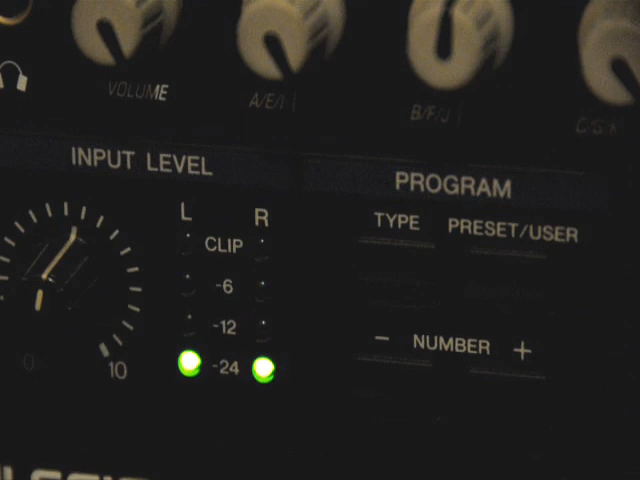 VOLUME
A/E/I
B/F/J
INPUT LEVEL
PROGRAM
L
R
TYPE
PRESET/USER
CLIP
-6
-12
- NUMBER +
-24
0
10